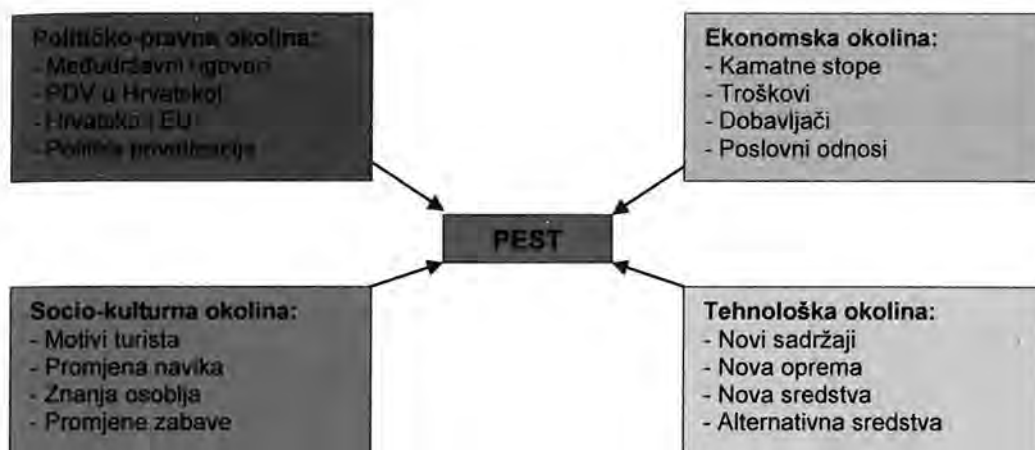 Političko-pravna okolina:
- Međudržavni ugovori
- PDV u Hrvatskoj
- Hrvatska i EU
- Politika privatizacije
Ekonomska okolina:
- Kamatne stope
- Troškovi
- Dobavljači
- Poslovni odnosi
PEST
Socio-kulturna okolina:
- Motivi turista
- Promjena navika
- Znanja osoblja
- Promjene zabave
Tehnološka okolina:
- Novi sadržaji
- Nova oprema
- Nova sredstva
- Alternativna sredstva